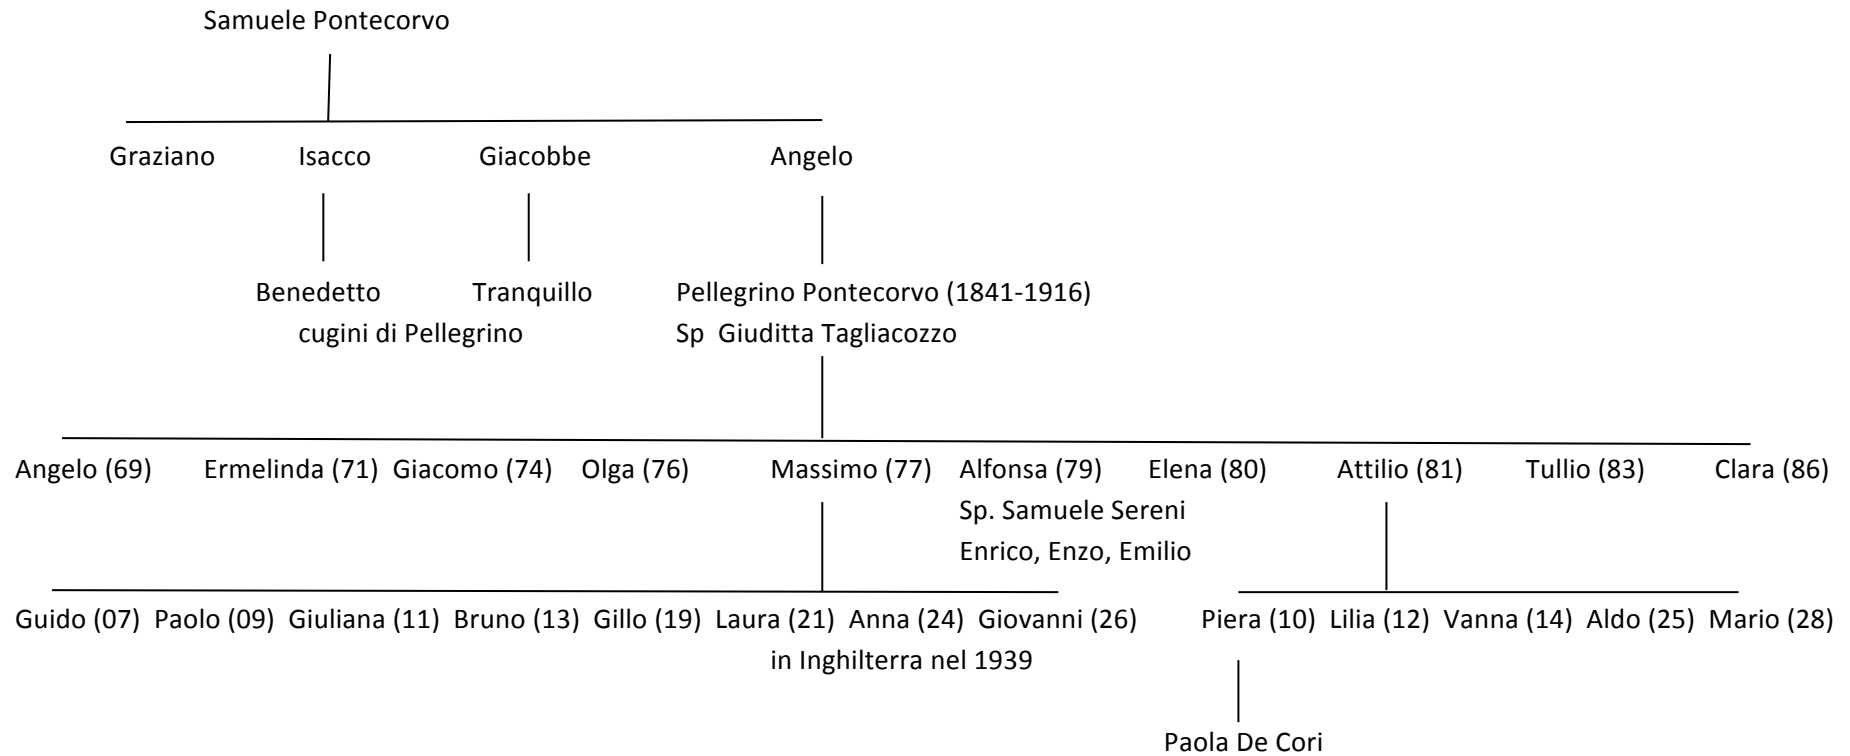 Samuele Pontecorvo
Graziano Isacco Giacobbe Angelo
Benedetto Tranquillo Pellegrino Pontecorvo (1841-1916)
cugini di Pellegrino Sp Giuditta Tagliacozzo
Angelo (69) Ermelinda (71) Giacomo (74) Olga (76) Massimo (77) Alfonsa (79) Elena (80) Attilio (81) Tullio (83) Clara (86)
Sp. Samuele Sereni
Enrico, Enzo, Emilio
Guido (07) Paolo (09) Giuliana (11) Bruno (13) Gillo (19) Laura (21) Anna (24) Giovanni (26) Piera (10) Lilia (12) Vanna (14) Aldo (25) Mario (28)
in Inghilterra nel 1939
Paola De Cori